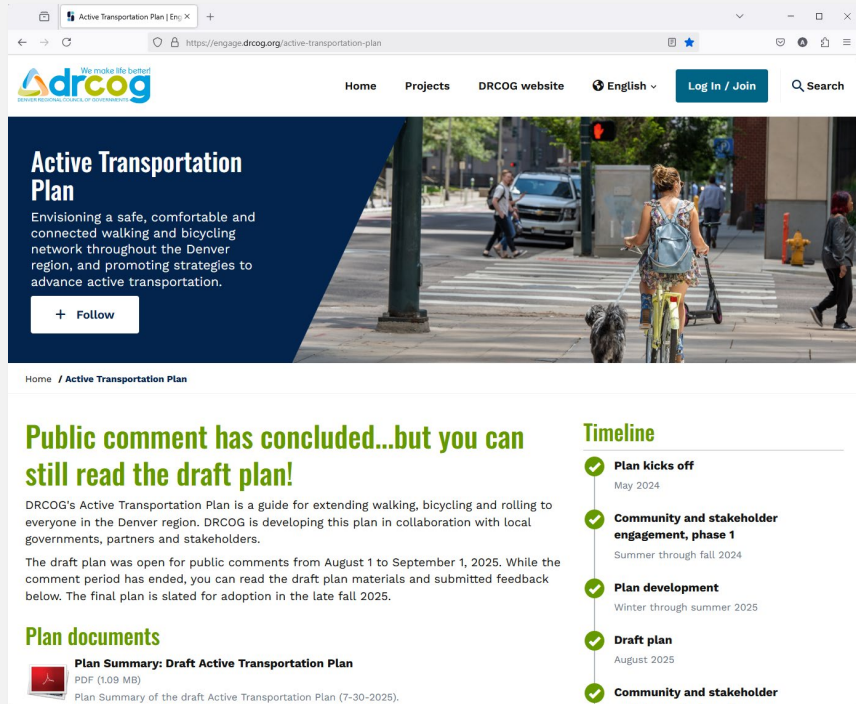 Active Transportation Plan | Eng
https://engage.drcog.org/active-transportation-plan
We make life better!
drcog
DENVER REGIONAL COUNCIL OF GOVERNMENTS
Home
Projects
DRCOG website
English
Log In / Join
Search
Active Transportation
Plan
Envisioning a safe, comfortable and
connected walking and bicycling
network throughout the Denver
region, and promoting strategies to
advance active transportation.
+ Follow
Home / Active Transportation Plan
Public comment has concluded...but you can
still read the draft plan!
DRCOG's Active Transportation Plan is a guide for extending walking, bicycling and rolling to
everyone in the Denver region. DRCOG is developing this plan in collaboration with local
governments, partners and stakeholders.
The draft plan was open for public comments from August 1 to September 1, 2025. While the
comment period has ended, you can read the draft plan materials and submitted feedback
below. The final plan is slated for adoption in the late fall 2025.
Plan documents
Plan Summary: Draft Active Transportation Plan
PDF (1.09 MB)
Plan Summary of the draft Active Transportation Plan (7-30-2025).
Timeline
Plan kicks off
May 2024
Community and stakeholder
engagement, phase 1
Summer through fall 2024
Plan development
Winter through summer 2025
Draft plan
August 2025
Community and stakeholder